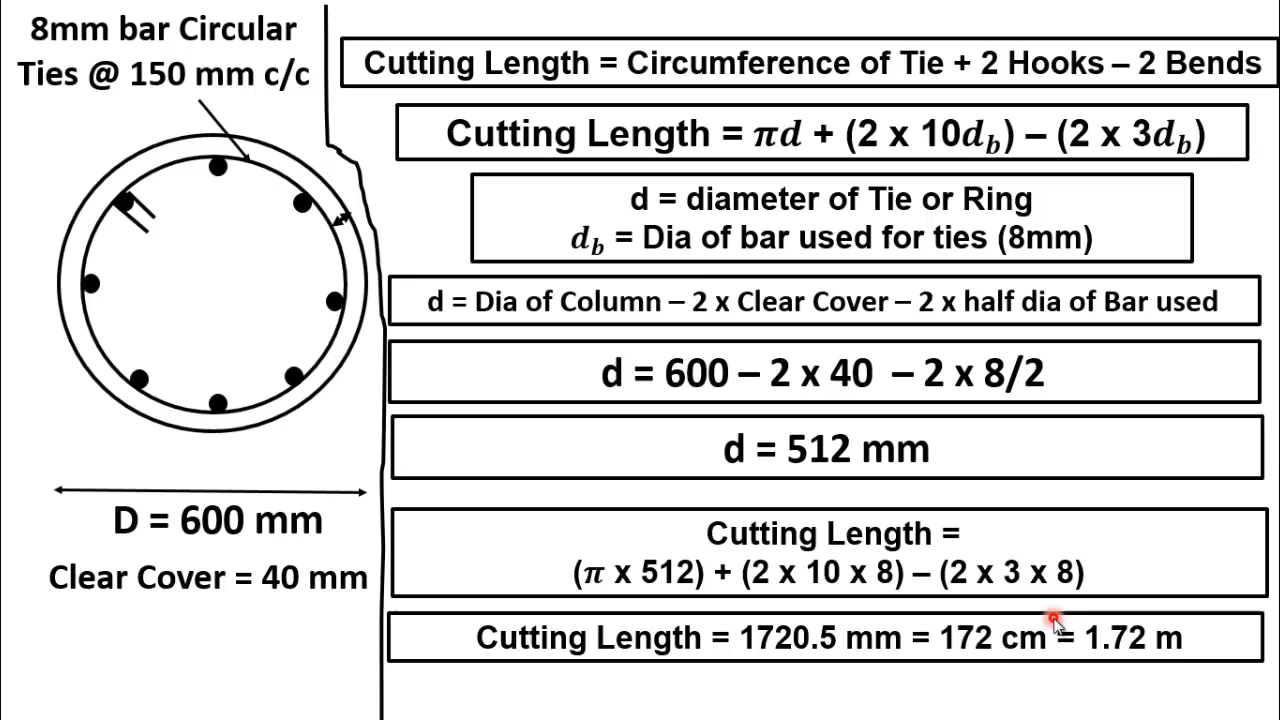 8mm bar Circular
Ties @ 150 mm c/c
D = 600 mm
Clear Cover = 40 mm
Cutting Length = Circumference of Tie + 2 Hooks – 2 Bends
Cutting Length = 𝝅𝒅 + (2 x 10𝒅_𝒃) – (2 x 3𝒅_𝒃)
d = diameter of Tie or Ring
𝒅_𝒃 = Dia of bar used for ties (8mm)
d = Dia of Column – 2 x Clear Cover – 2 x half dia of Bar used
d = 600 – 2 x 40 – 2 x 8/2
d = 512 mm
Cutting Length =
(𝝅 x 512) + (2 x 10 x 8) – (2 x 3 x 8)
Cutting Length = 1720.5 mm = 172 cm = 1.72 m